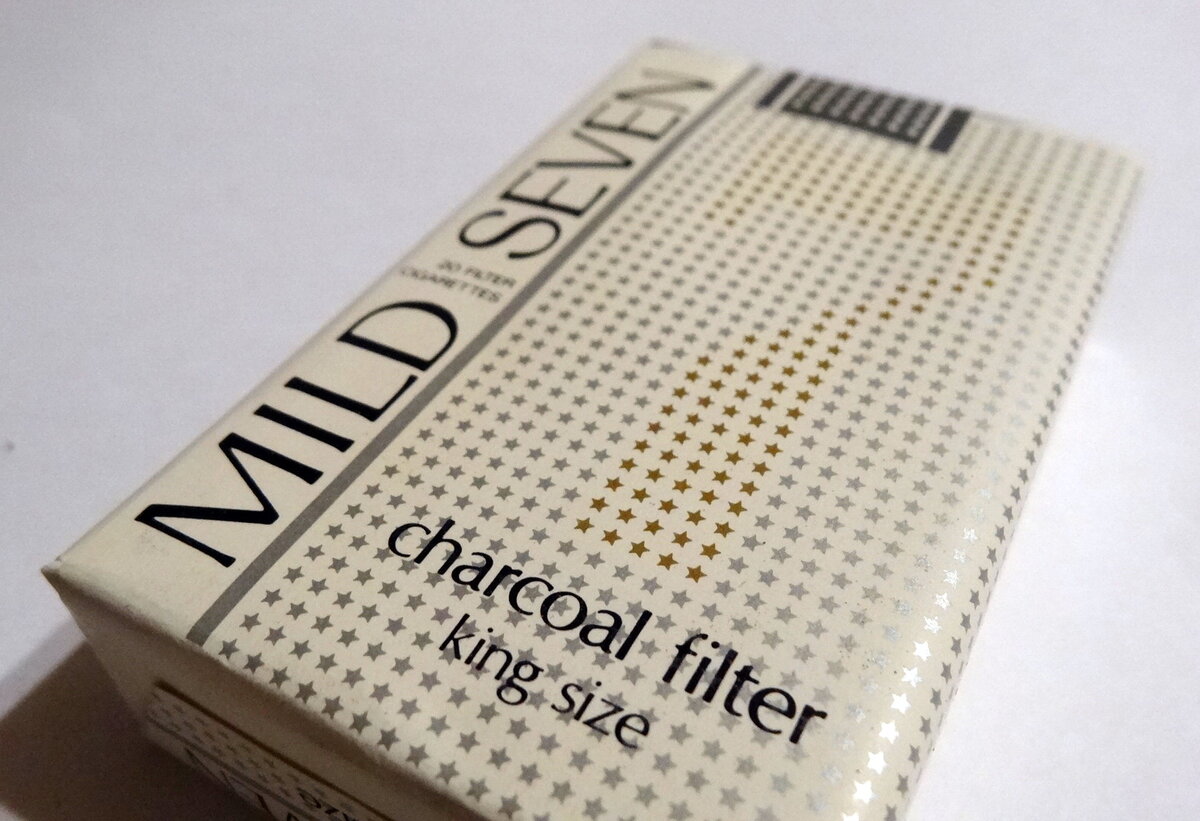 MILD SEVEN
20 FILTER
CIGARETTES
charcoal filter
king size